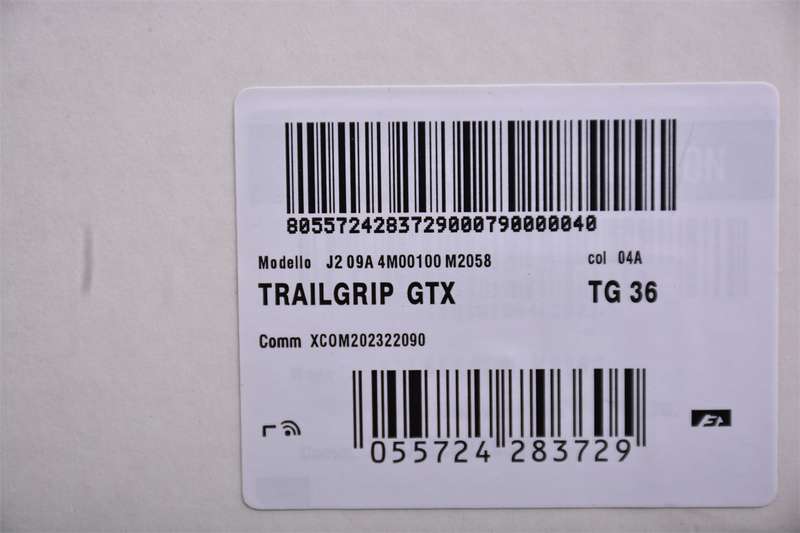 8055724283729000790000040
Modello J2 09A 4M00100 M2058 col 04A
TRAILGRIP GTX TG 36
Comm XCOM202322090
055724 283729